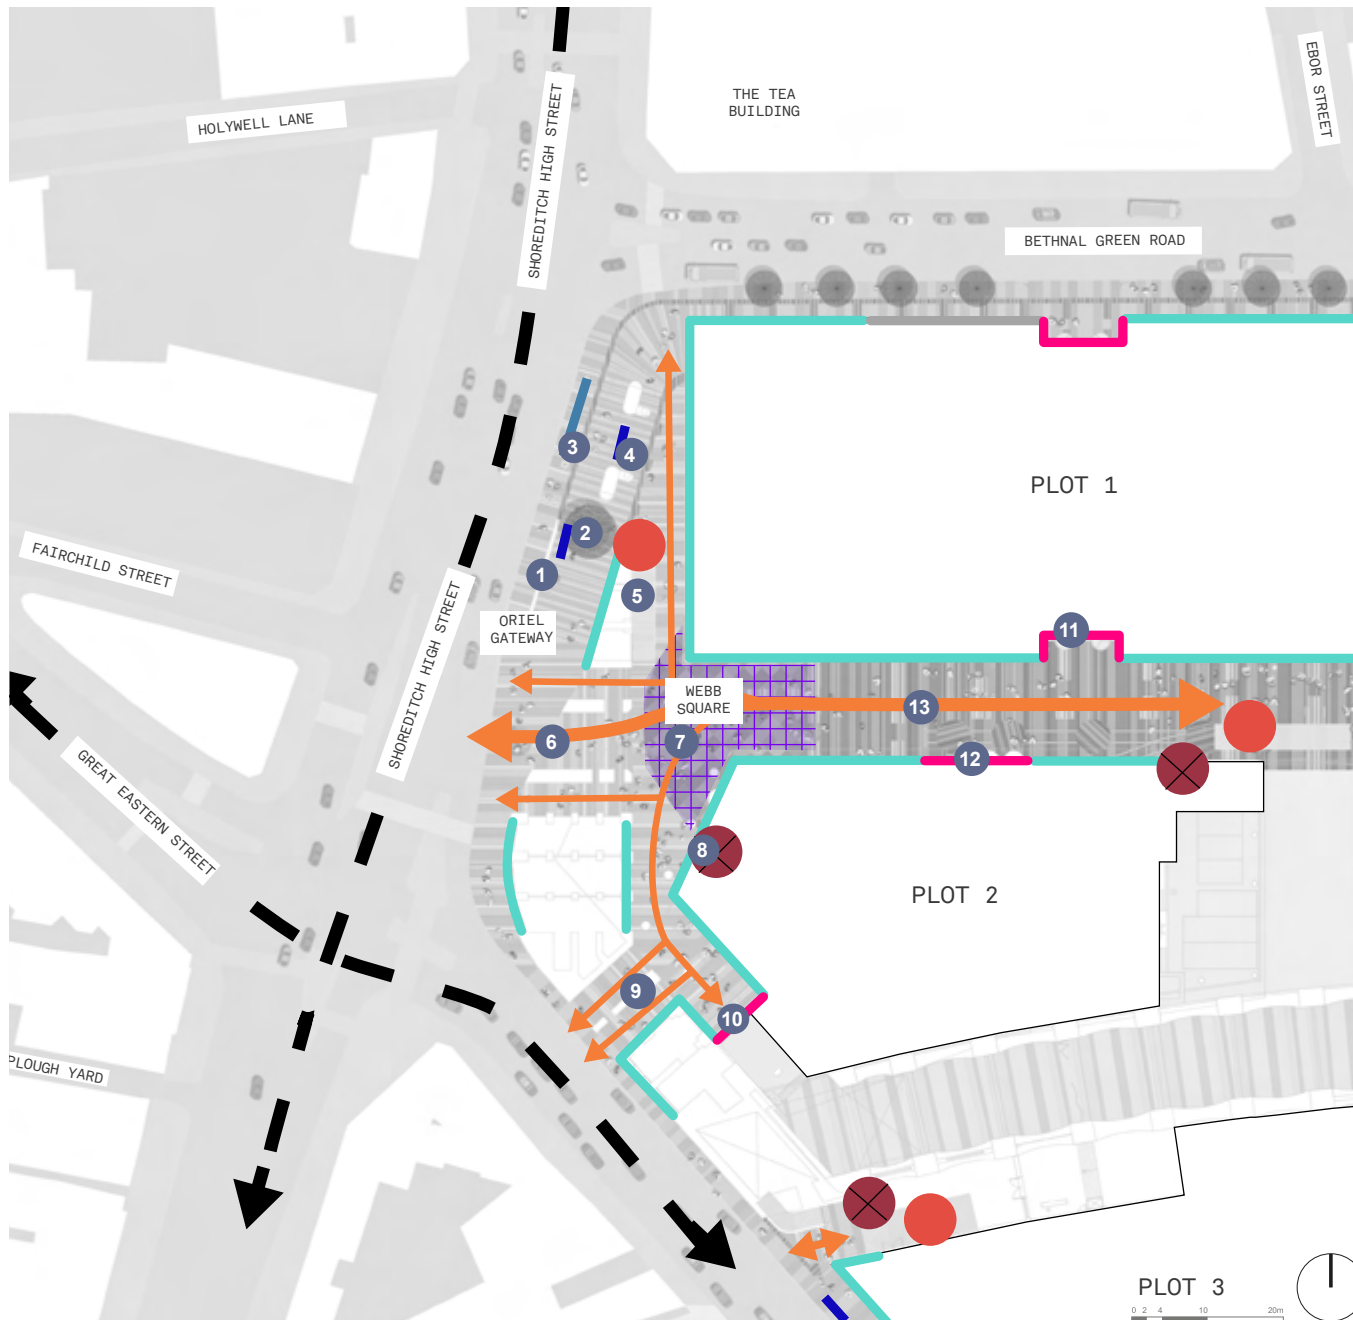 THE TEA
BUILDING
EBOR STREET
HOLYWELL LANE
SHOREDITCH HIGH STREET
BETHNAL GREEN ROAD
3
4
PLOT 1
2
FAIRCHILD STREET
1
5
ORIEL
GATEWAY
SHOREDITCH HIGH STREET
11
WEBB
SQUARE
13
6
7
12
GREAT EASTERN STREET
8
PLOT 2
9
10
PLOUGH YARD
PLOT 3
0 2 4 10 20m